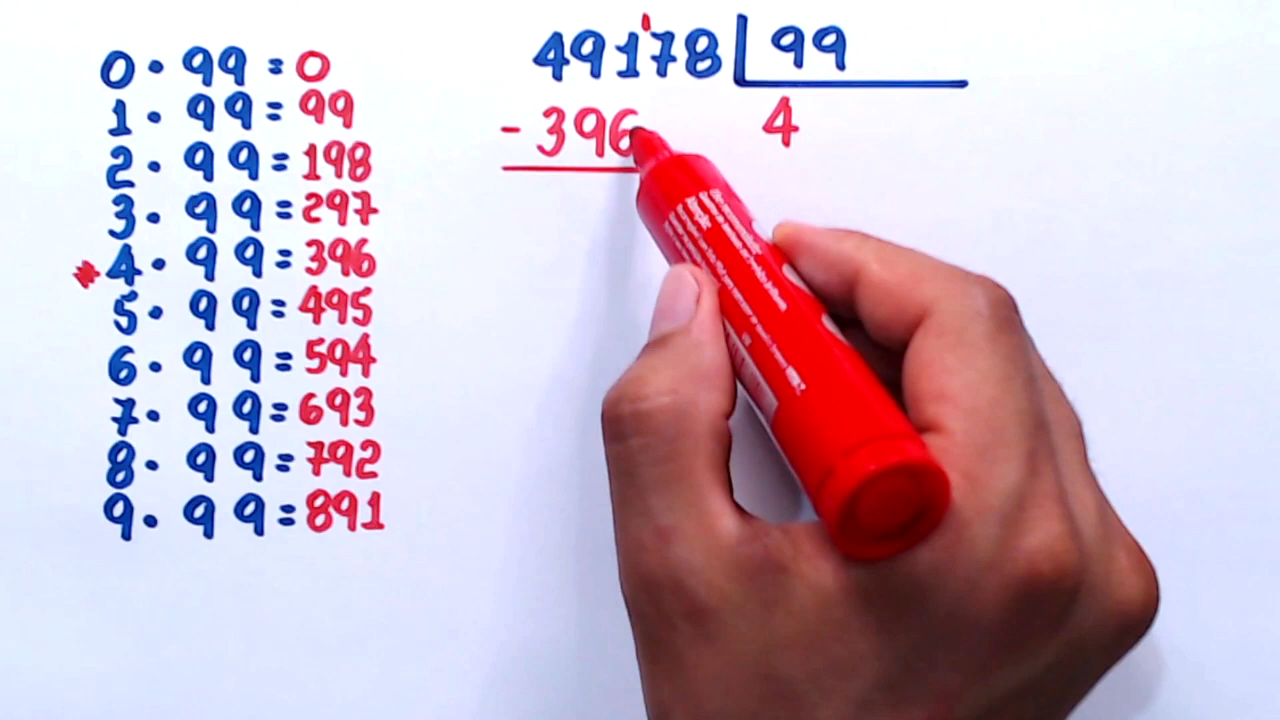 0 · 99 = 0
1 · 99 = 99
2 · 99 = 198
3 · 99 = 297
4 · 99 = 396
5 · 99 = 495
6 · 99 = 594
7 · 99 = 693
8 · 99 = 792
9 · 99 = 891
49178 99
- 396 4